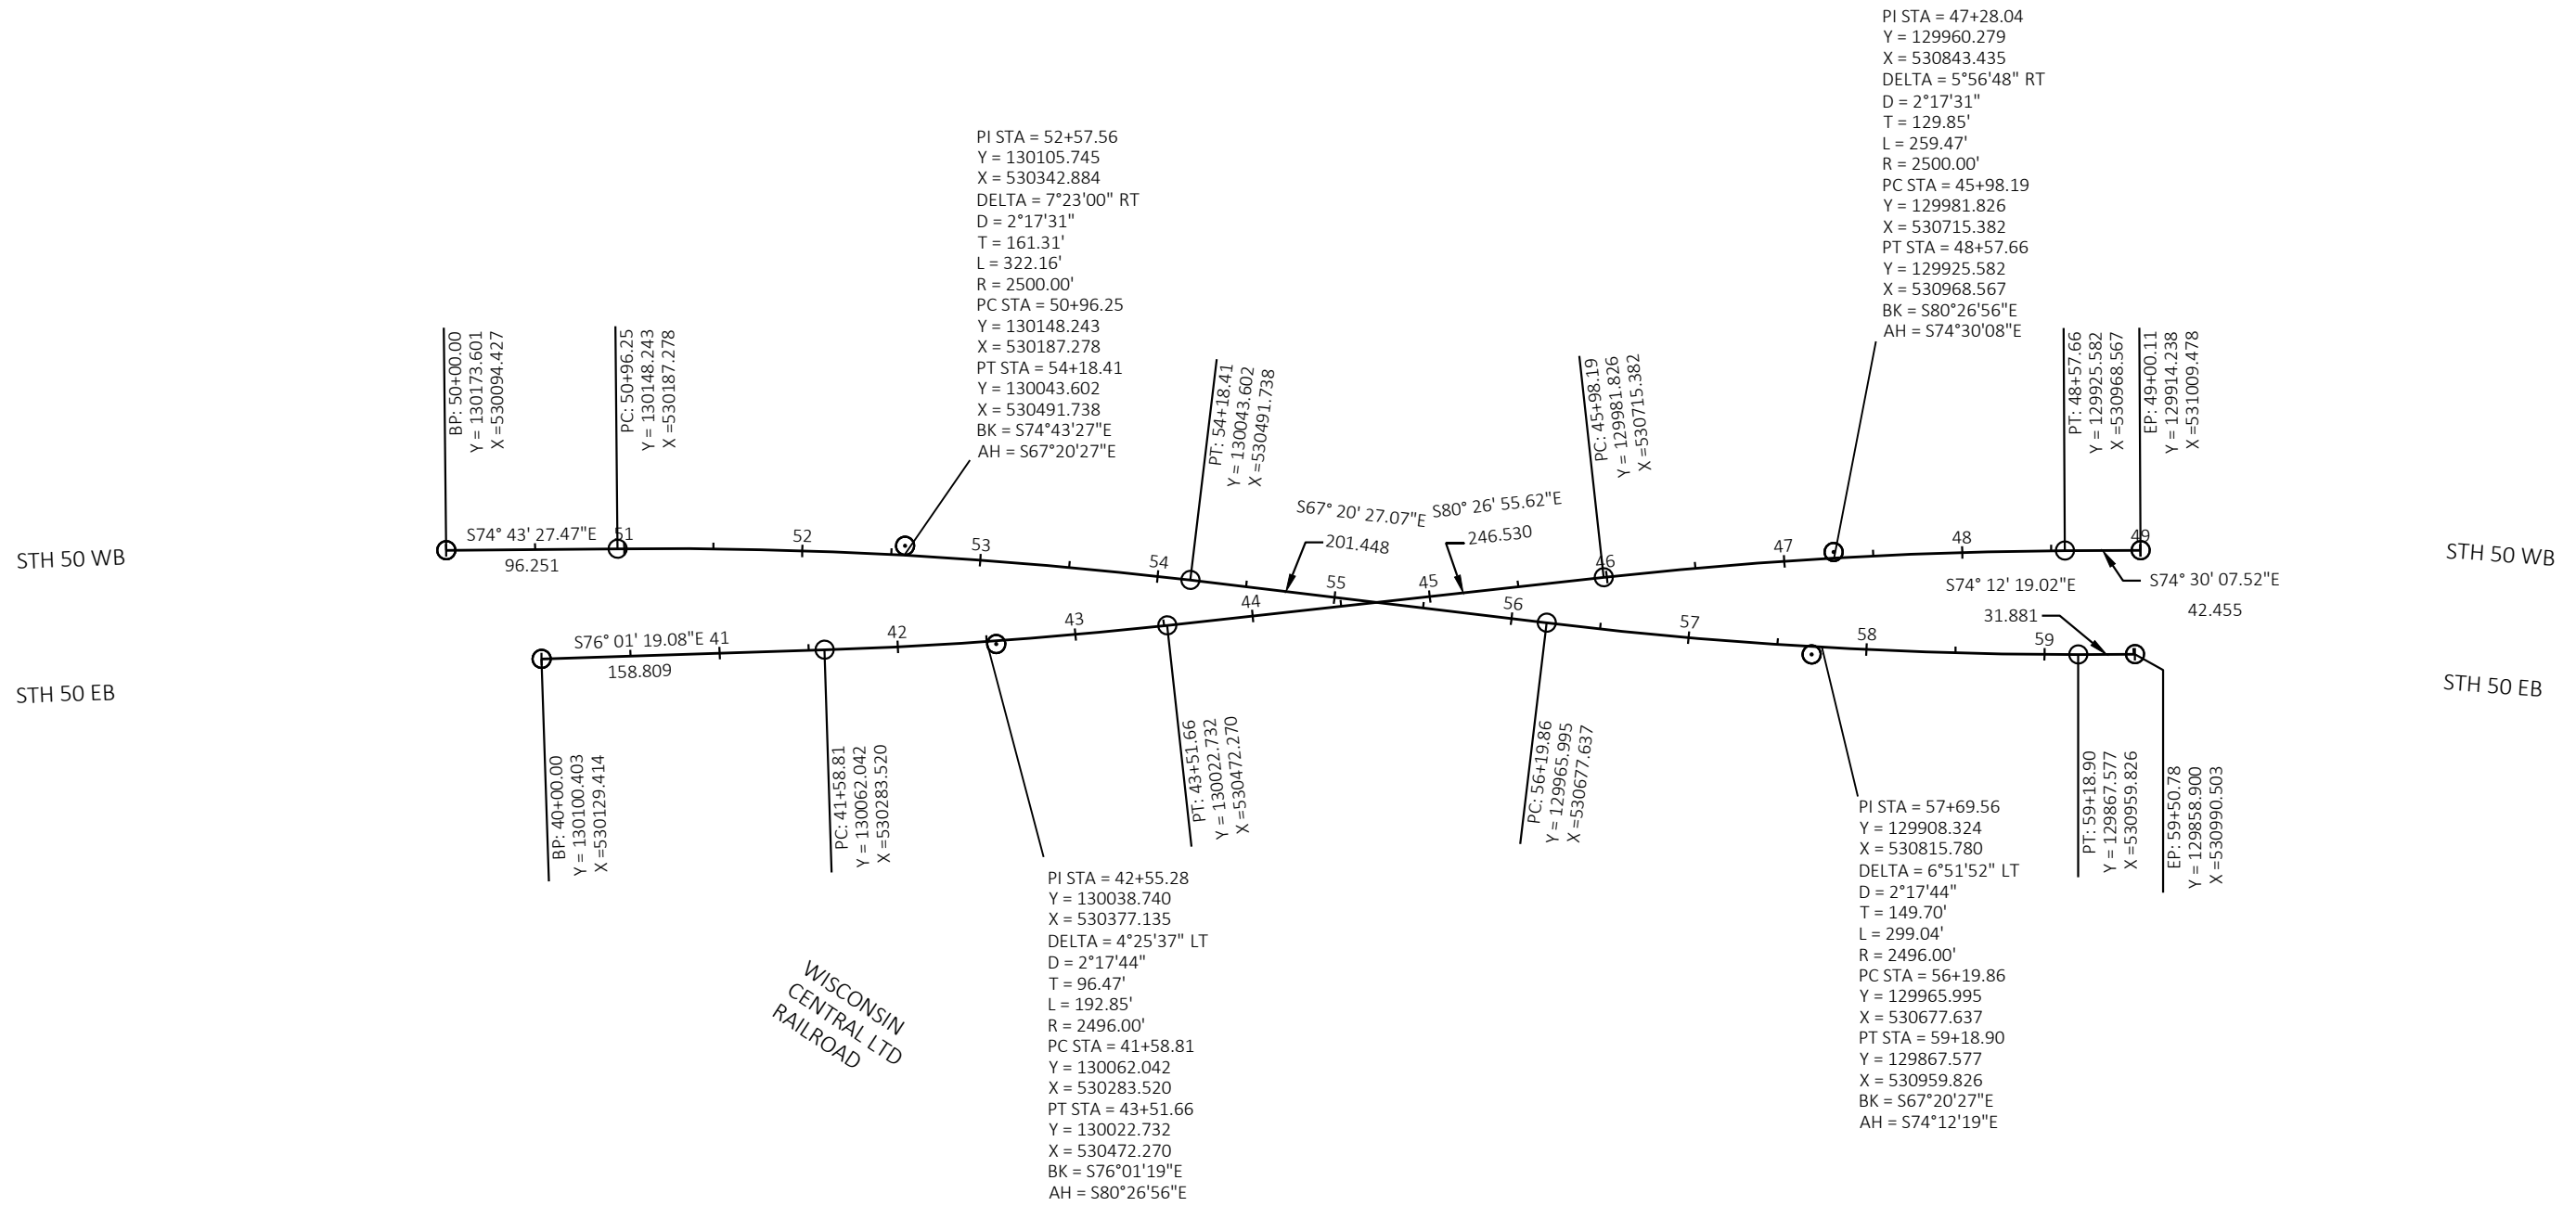 PI STA = 47+28.04
Y = 129960.279
X = 530843.435
DELTA = 5°56'48" RT
D = 2°17'31"
T = 129.85'
L = 259.47'
R = 2500.00'
PC STA = 45+98.19
Y = 129981.826
X = 530715.382
PT STA = 48+57.66
Y = 129925.582
X = 530968.567
BK = S80°26'56"E
AH = S74°30'08"E
PI STA = 52+57.56
Y = 130105.745
X = 530342.884
DELTA = 7°23'00" RT
D = 2°17'31"
T = 161.31'
L = 322.16'
R = 2500.00'
PC STA = 50+96.25
Y = 130148.243
X = 530187.278
PT STA = 54+18.41
Y = 130043.602
X = 530491.738
BK = S74°43'27"E
AH = S67°20'27"E
BP: 50+00.00
Y = 130173.601
X =530094.427
PC: 50+96.25
Y = 130148.243
X =530187.278
PT: 54+18.41
Y = 130043.602
X =530491.738
PC: 45+98.19
Y = 129981.826
X =530715.382
PT: 48+57.66
Y = 129925.582
X =530968.567
EP: 49+00.11
Y = 129914.238
X =531009.478
STH 50 WB
S74° 43' 27.47"E
96.251
51
52
53
54
55
S67° 20' 27.07"E
201.448
S80° 26' 55.62"E
246.530
45
46
47
48
49
S74° 12' 19.02"E
31.881
S74° 30' 07.52"E
42.455
STH 50 WB
STH 50 EB
S76° 01' 19.08"E
158.809
41
42
43
44
56
57
58
59
STH 50 EB
BP: 40+00.00
Y = 130100.403
X =530129.414
PC: 41+58.81
Y = 130062.042
X =530283.520
PT: 43+51.66
Y = 130022.732
X =530472.270
PC: 56+19.86
Y = 129965.995
X =530677.637
PT: 59+18.90
Y = 129867.577
X =530959.826
EP: 59+50.78
Y = 129858.900
X =530990.503
WISCONSIN
CENTRAL LTD
RAILROAD
PI STA = 42+55.28
Y = 130038.740
X = 530377.135
DELTA = 4°25'37" LT
D = 2°17'44"
T = 96.47'
L = 192.85'
R = 2496.00'
PC STA = 41+58.81
Y = 130062.042
X = 530283.520
PT STA = 43+51.66
Y = 130022.732
X = 530472.270
BK = S76°01'19"E
AH = S80°26'56"E
PI STA = 57+69.56
Y = 129908.324
X = 530815.780
DELTA = 6°51'52" LT
D = 2°17'44"
T = 149.70'
L = 299.04'
R = 2496.00'
PC STA = 56+19.86
Y = 129965.995
X = 530677.637
PT STA = 59+18.90
Y = 129867.577
X = 530959.826
BK = S67°20'27"E
AH = S74°12'19"E